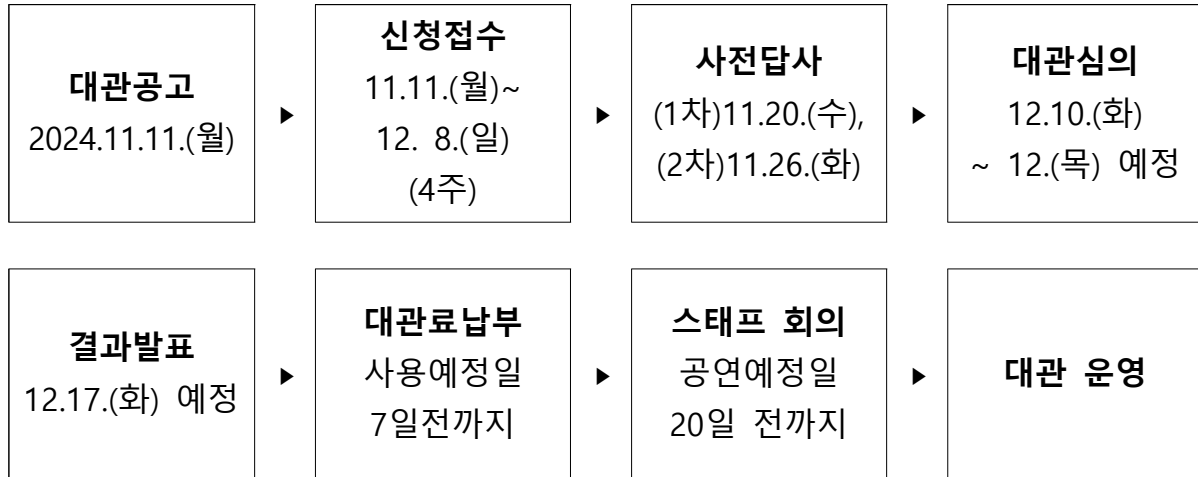 대관공고
2024.11.11.(월)
▶
신청접수
11.11.(월)~
12. 8.(일)
(4주)
▶
사전답사
(1차)11.20.(수),
(2차)11.26.(화)
▶
대관심의
12.10.(화)
~ 12.(목) 예정
결과발표
12.17.(화) 예정
▶
대관료납부
사용예정일
7일전까지
▶
스태프 회의
공연예정일
20일 전까지
▶
대관 운영